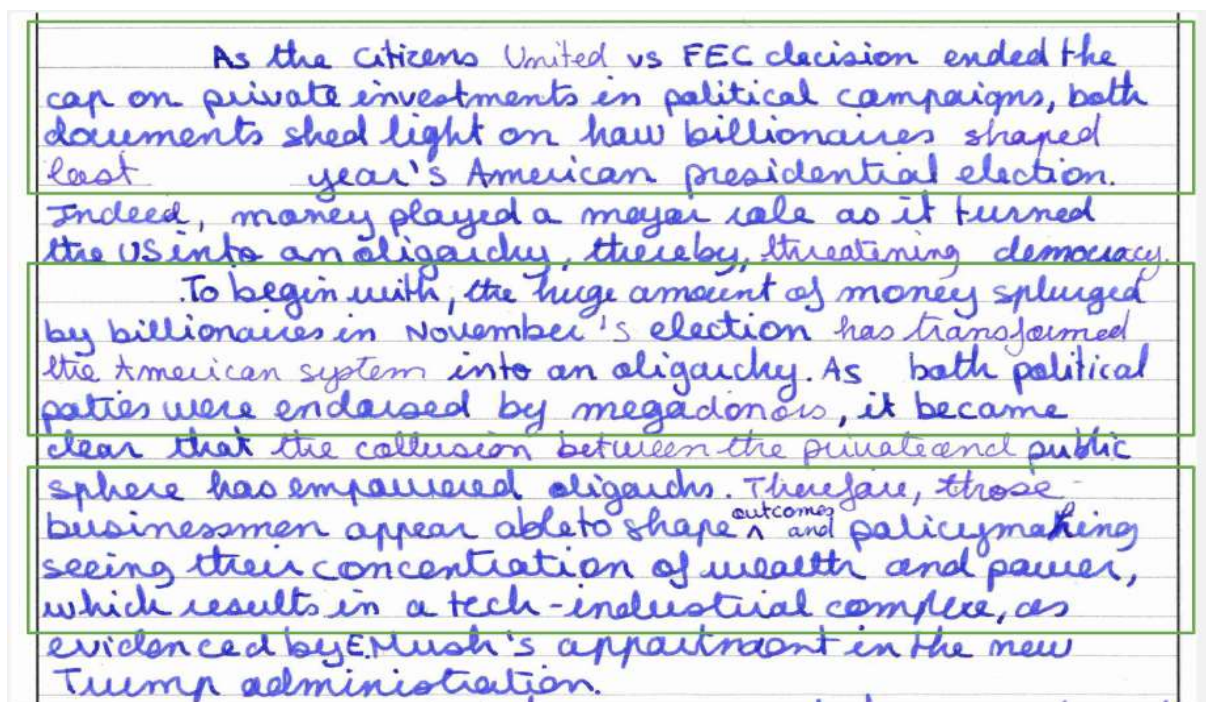 As the Citizens United vs FEC decision ended the
cap on private investments in political campaigns, both
documents shed light on how billionaires shaped
last year's American presidential election.
Indeed, money played a major role as it turned
the US into an oligarchy, thereby, threatening democracy.
To begin with, the huge amount of money splurged
by billionaires in November's election has transformed
the American system into an oligarchy. As both political
paties were endorsed by megadonors, it became
clear that the collusion between the private and public
sphere has empowered oligarchs. Therefore, those
businessmen appear able to shape outcomes and policymaking
seeing their concentration of wealth and power,
which results in a tech-industrial complexe, as
evidenced by E.Mush's appointment in the new
Trump administration.